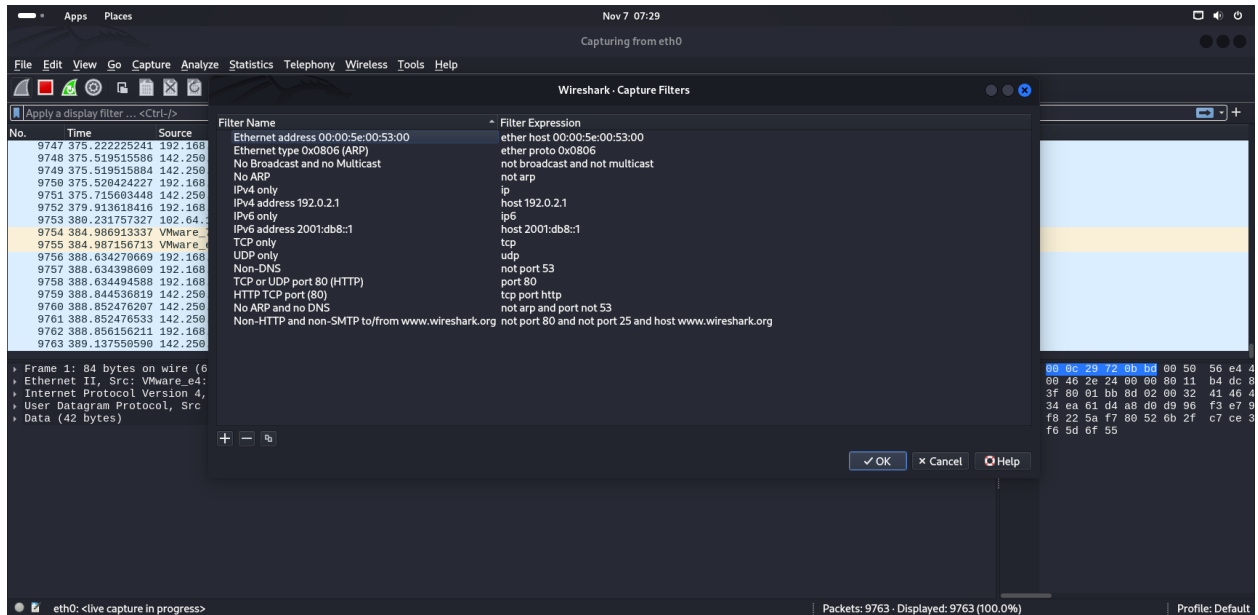 Apps Places Nov 7 07:29
Capturing from eth0
File Edit View Go Capture Analyze Statistics Telephony Wireless Tools Help
Wireshark · Capture Filters
Apply a display filter … <Ctrl-/>
Filter Name Filter Expression
No. Time Source
Ethernet address 00:00:5e:00:53:00 ether host 00:00:5e:00:53:00
Ethernet type 0x0806 (ARP) ether proto 0x0806
No Broadcast and no Multicast not broadcast and not multicast
No ARP not arp
IPv4 only ip
IPv4 address 192.0.2.1 host 192.0.2.1
IPv6 only ip6
IPv6 address 2001:db8::1 host 2001:db8::1
TCP only tcp
UDP only udp
Non-DNS not port 53
TCP or UDP port 80 (HTTP) port 80
HTTP TCP port (80) tcp port http
No ARP and no DNS not arp and port not 53
Non-HTTP and non-SMTP to/from www.wireshark.org not port 80 and not port 25 and host www.wireshark.org
9747 375.222225241 192.168
9748 375.519515586 142.250
9749 375.519515884 142.250
9750 375.520424227 192.168
9751 375.715603448 142.250
9752 379.913618416 192.168
9753 380.231757327 102.64.
9754 384.986913337 VMware_
9755 384.987156713 VMware_
9756 388.634270669 192.168
9757 388.634398609 192.168
9758 388.634494588 192.168
9759 388.844536819 142.250
9760 388.852476207 142.250
9761 388.852476533 142.250
9762 388.856156211 192.168
9763 389.137550590 142.250
Frame 1: 84 bytes on wire (6
Ethernet II, Src: VMware_e4:
Internet Protocol Version 4,
User Datagram Protocol, Src
Data (42 bytes)
00 0c 29 72 0b bd 00 50 56 e4 4
00 46 2e 24 00 00 80 11 b4 dc 8
3f 80 01 bb 8d 02 00 32 41 46 4
34 ea 61 d4 a8 d0 d9 96 f3 e7 9
f8 22 5a f7 80 52 6b 2f c7 ce 3
f6 5d 6f 55
OK Cancel Help
eth0: <live capture in progress> Packets: 9763 · Displayed: 9763 (100.0%) Profile: Default